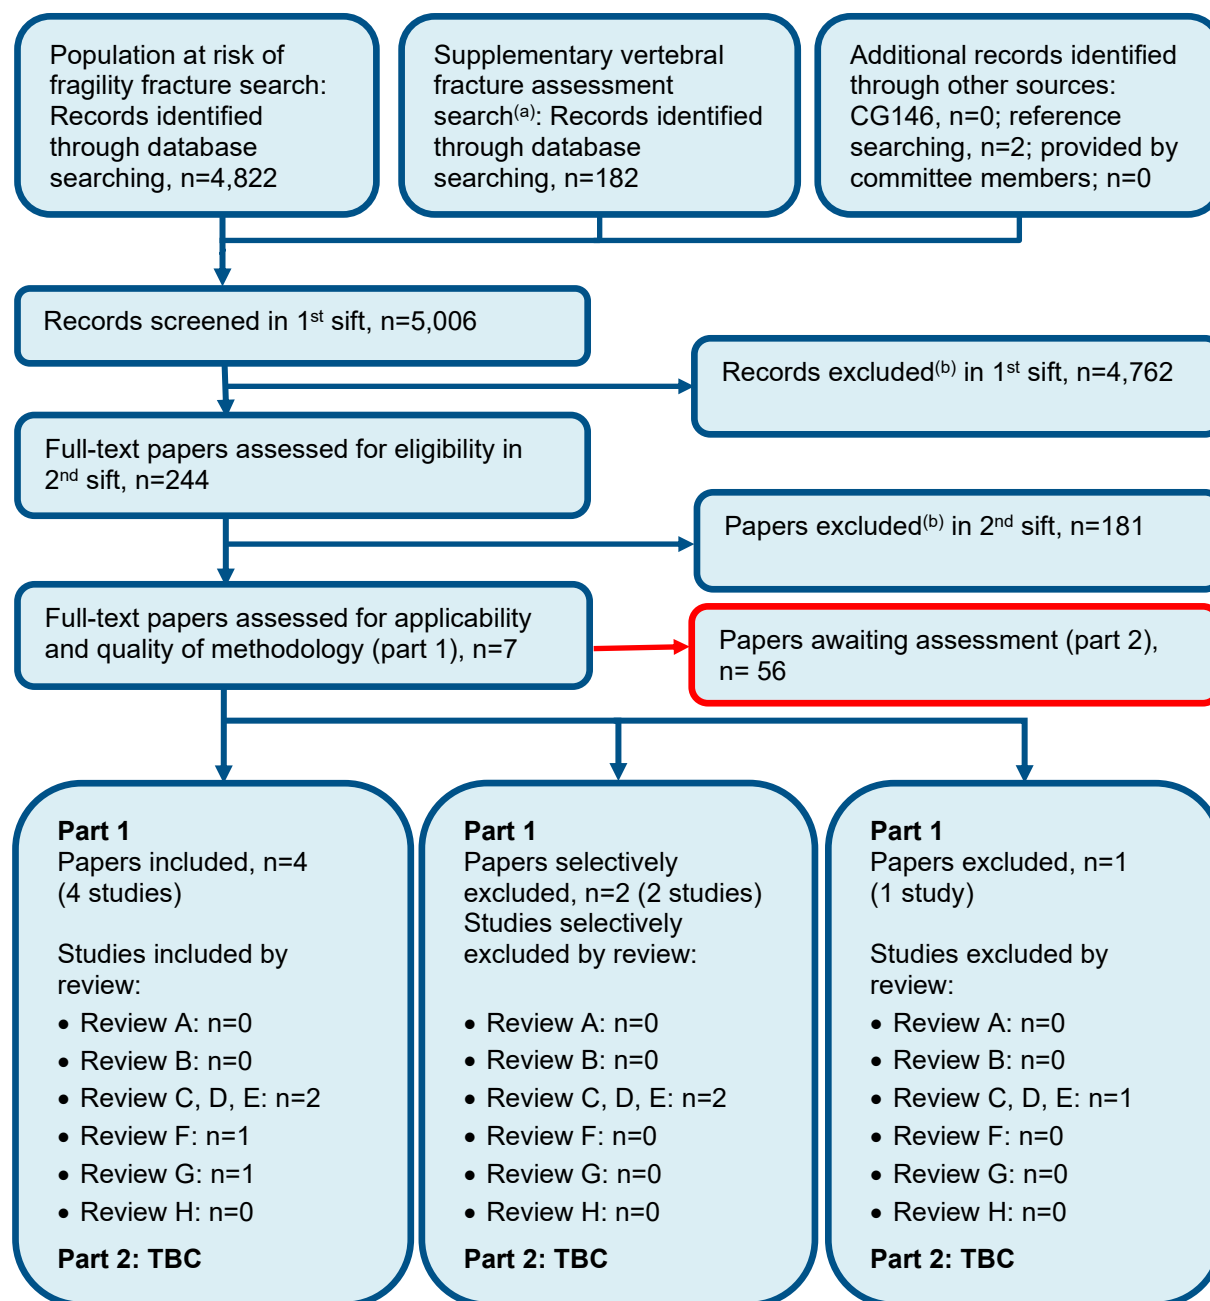 Population at risk of
fragility fracture search:
Records identified
through database
searching, n=4,822
Supplementary vertebral
fracture assessment
search(a): Records identified
through database
searching, n=182
Additional records identified
through other sources:
CG146, n=0; reference
searching, n=2; provided by
committee members; n=0
Records screened in 1st sift, n=5,006
Records excluded(b) in 1st sift, n=4,762
Full-text papers assessed for eligibility in
2nd sift, n=244
Papers excluded(b) in 2nd sift, n=181
Full-text papers assessed for applicability
and quality of methodology (part 1), n=7
Papers awaiting assessment (part 2),
n= 56
Part 1
Papers included, n=4
(4 studies)
Studies included by
review:
• Review A: n=0
• Review B: n=0
• Review C, D, E: n=2
• Review F: n=1
• Review G: n=1
• Review H: n=0
Part 2: TBC
Part 1
Papers selectively
excluded, n=2 (2 studies)
Studies selectively
excluded by review:
• Review A: n=0
• Review B: n=0
• Review C, D, E: n=2
• Review F: n=0
• Review G: n=0
• Review H: n=0
Part 2: TBC
Part 1
Papers excluded, n=1
(1 study)
Studies excluded by
review:
• Review A: n=0
• Review B: n=0
• Review C, D, E: n=1
• Review F: n=0
• Review G: n=0
• Review H: n=0
Part 2: TBC